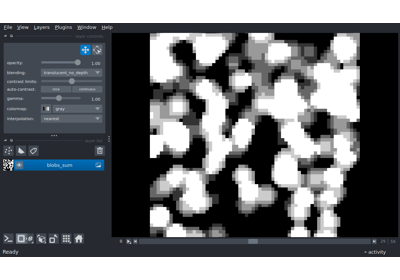 File View Layers Plugins Window Help
opacity: 1.00
blending: translucent_no_depth
contrast limits:
auto-contrast: once continuous
gamma: 1.00
colormap: gray
interpolation: nearest
blobs_sum
Ready
activity